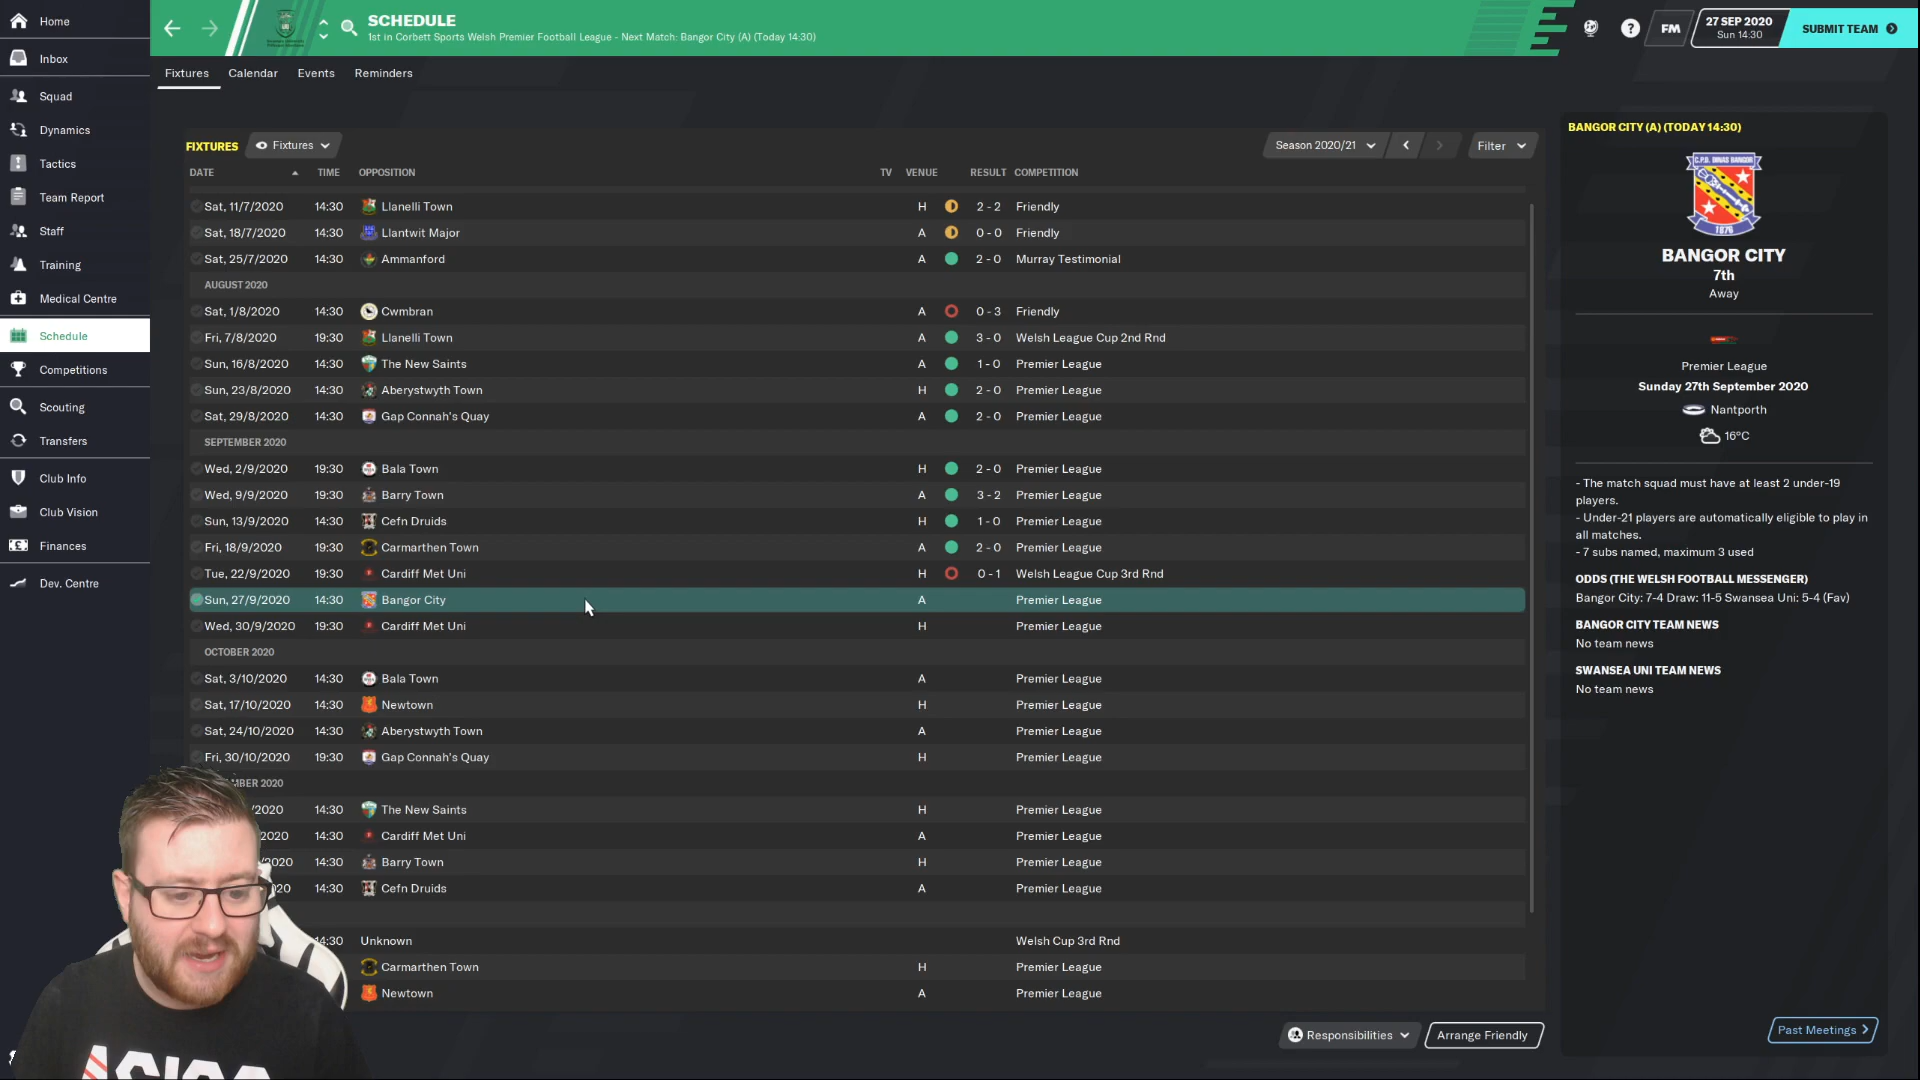 Home
Inbox
Squad
Dynamics
Tactics
Team Report
Staff
Training
Medical Centre
Schedule
Competitions
Scouting
Transfers
Club Info
Club Vision
Finances
Dev. Centre
SCHEDULE
1st in Corbett Sports Welsh Premier Football League - Next Match: Bangor City (A) (Today 14:30)
? FM
27 SEP 2020
Sun 14:30
SUBMIT TEAM
Fixtures Calendar Events Reminders
FIXTURES Fixtures Season 2020/21 Filter
DATE TIME OPPOSITION TV VENUE RESULT COMPETITION
Sat, 11/7/2020 14:30 Llanelli Town H 2 - 2 Friendly
Sat, 18/7/2020 14:30 Llantwit Major A 0 - 0 Friendly
Sat, 25/7/2020 14:30 Ammanford A 2 - 0 Murray Testimonial
AUGUST 2020
Sat, 1/8/2020 14:30 Cwmbran A 0 - 3 Friendly
Fri, 7/8/2020 19:30 Llanelli Town A 3 - 0 Welsh League Cup 2nd Rnd
Sun, 16/8/2020 14:30 The New Saints A 1 - 0 Premier League
Sun, 23/8/2020 14:30 Aberystwyth Town H 2 - 0 Premier League
Sat, 29/8/2020 14:30 Gap Connah's Quay A 2 - 0 Premier League
SEPTEMBER 2020
Wed, 2/9/2020 19:30 Bala Town H 2 - 0 Premier League
Wed, 9/9/2020 19:30 Barry Town A 3 - 2 Premier League
Sun, 13/9/2020 14:30 Cefn Druids H 1 - 0 Premier League
Fri, 18/9/2020 19:30 Carmarthen Town A 2 - 0 Premier League
Tue, 22/9/2020 19:30 Cardiff Met Uni H 0 - 1 Welsh League Cup 3rd Rnd
Sun, 27/9/2020 14:30 Bangor City A Premier League
Wed, 30/9/2020 19:30 Cardiff Met Uni H Premier League
OCTOBER 2020
Sat, 3/10/2020 14:30 Bala Town A Premier League
Sat, 17/10/2020 14:30 Newtown H Premier League
Sat, 24/10/2020 14:30 Aberystwyth Town A Premier League
Fri, 30/10/2020 19:30 Gap Connah's Quay H Premier League
MBER 2020
/2020 14:30 The New Saints H Premier League
2020 14:30 Cardiff Met Uni A Premier League
/2020 14:30 Barry Town H Premier League
20 14:30 Cefn Druids A Premier League
14:30 Unknown Welsh Cup 3rd Rnd
Carmarthen Town H Premier League
Newtown A Premier League
Responsibilities Arrange Friendly
BANGOR CITY (A) (TODAY 14:30)
C.P.D. DINAS BANGOR
1876
BANGOR CITY
7th
Away
Premier League
Sunday 27th September 2020
Nantporth
16°C
- The match squad must have at least 2 under-19
players.
- Under-21 players are automatically eligible to play in
all matches.
- 7 subs named, maximum 3 used
ODDS (THE WELSH FOOTBALL MESSENGER)
Bangor City: 7-4 Draw: 11-5 Swansea Uni: 5-4 (Fav)
BANGOR CITY TEAM NEWS
No team news
SWANSEA UNI TEAM NEWS
No team news
Past Meetings